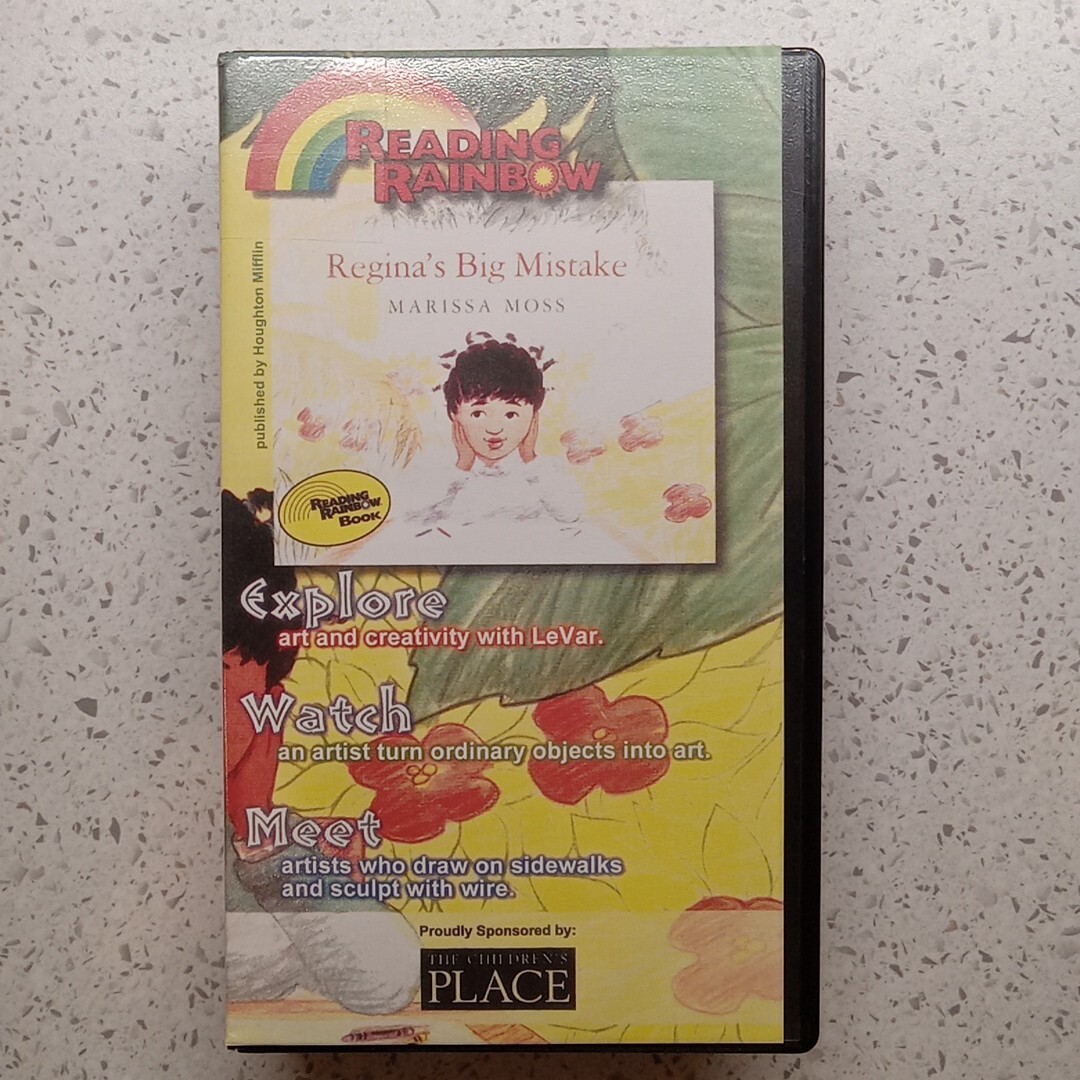 READING
RAINBOW
published by Houghton Mifflin
Regina's Big Mistake
MARISSA MOSS
READING
RAINBOW
BOOK
Explore
art and creativity with LeVar.
Watch
an artist turn ordinary objects into art.
Meet
artists who draw on sidewalks
and sculpt with wire.
Proudly Sponsored by:
THE CHILDREN'S
PLACE